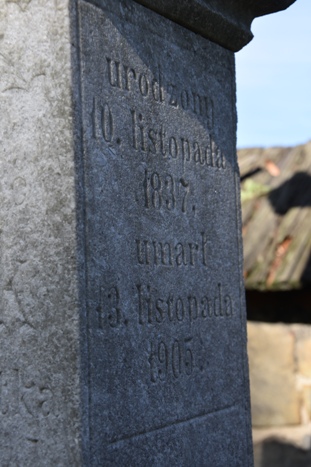 urodzony
10. listopada
1837.
umarł
13. listopada
1905.